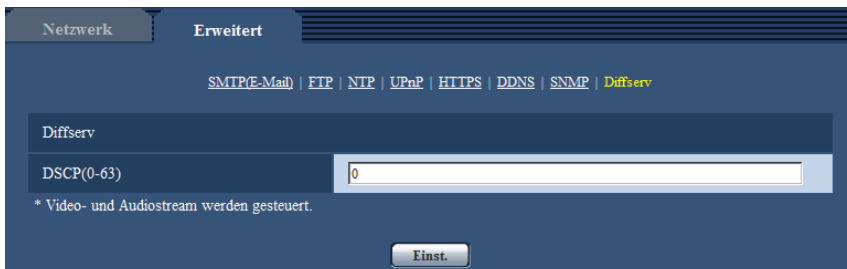 Netzwerk Erweitert
SMTP(E-Mail) | FTP | NTP | UPnP | HTTPS | DDNS | SNMP | Diffserv
Diffserv
DSCP(0-63) 0
* Video- und Audiostream werden gesteuert.
Einst.